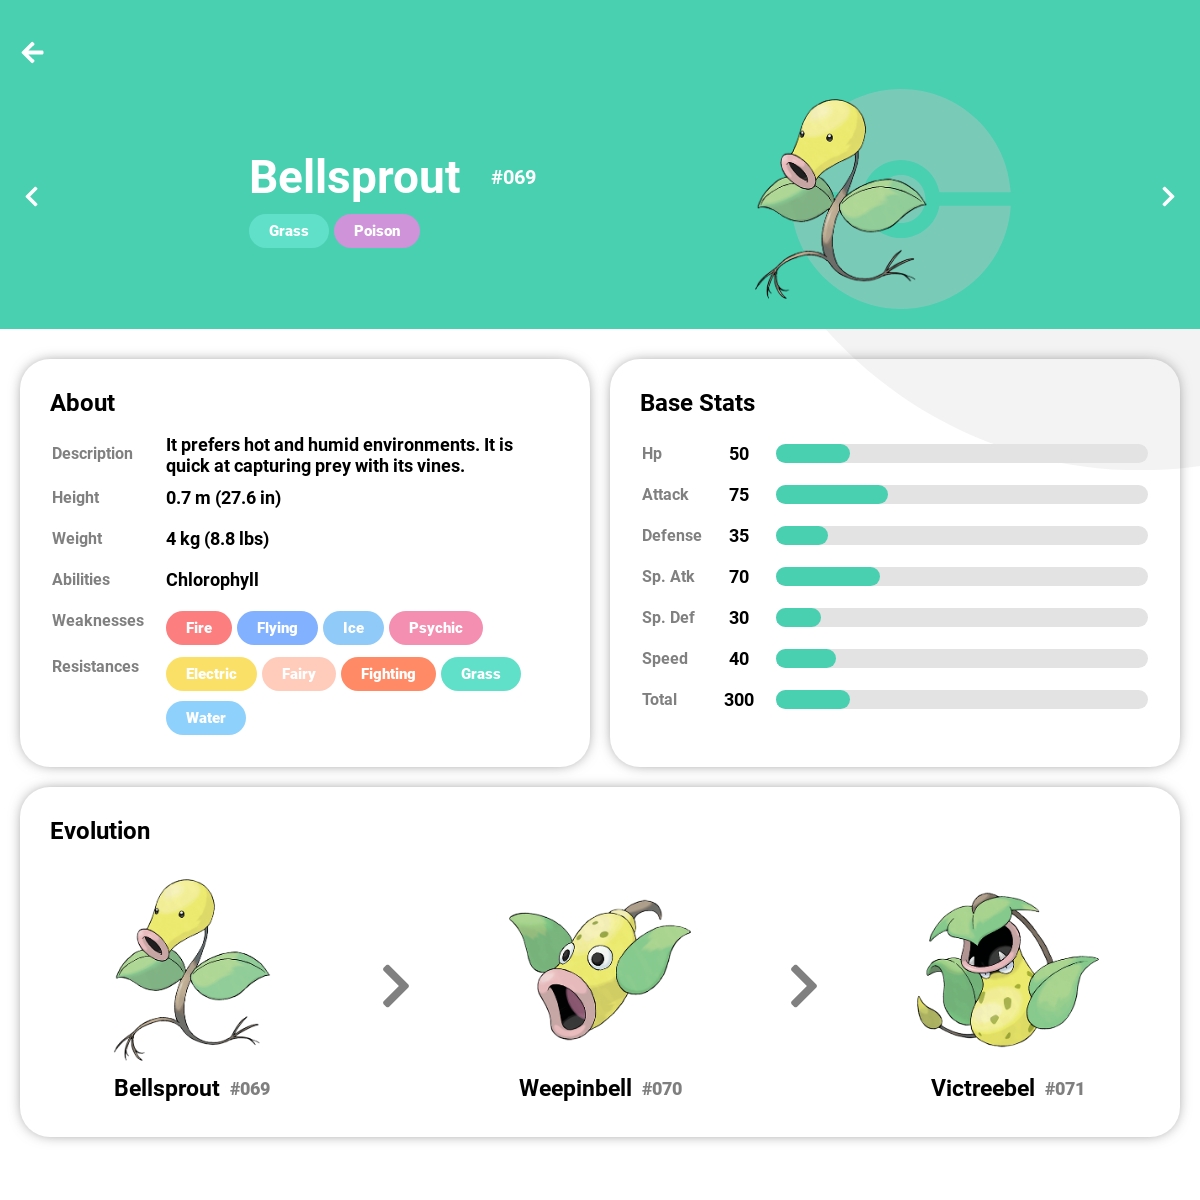 Bellsprout #069
Grass Poison
About
Description It prefers hot and humid environments. It is
quick at capturing prey with its vines.
Height 0.7 m (27.6 in)
Weight 4 kg (8.8 lbs)
Abilities Chlorophyll
Weaknesses Fire Flying Ice Psychic
Resistances Electric Fairy Fighting Grass
Water
Base Stats
Hp 50
Attack 75
Defense 35
Sp. Atk 70
Sp. Def 30
Speed 40
Total 300
Evolution
Bellsprout #069
Weepinbell #070
Victreebel #071